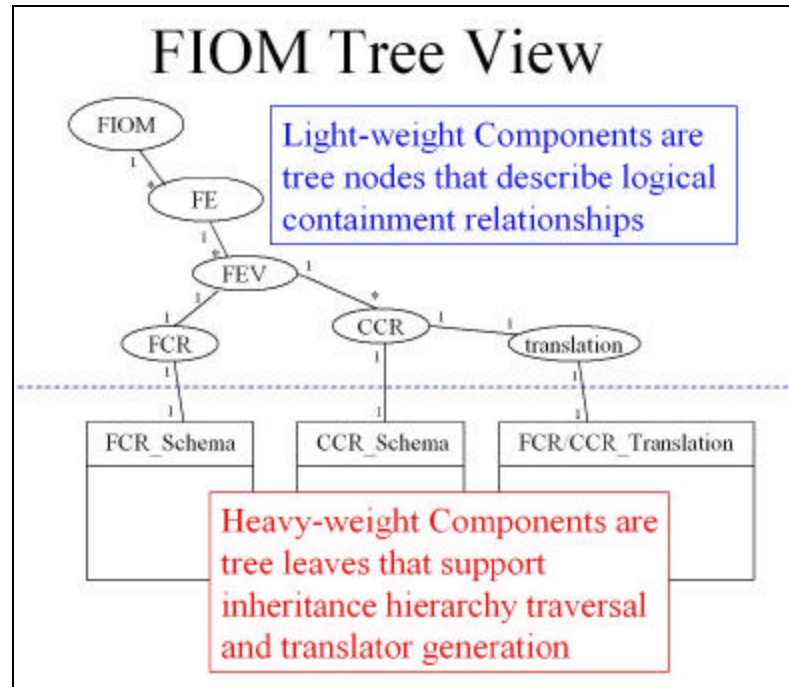 FIOM Tree View
FIOM
Light-weight Components are
tree nodes that describe logical
containment relationships
1
*
FE
1
*
FEV
1
1
*
1
1
FCR
CCR
1
1
translation
1
1
1
1
1
1
FCR_Schema
CCR_Schema
FCR/CCR_Translation
Heavy-weight Components are
tree leaves that support
inheritance hierarchy traversal
and translator generation